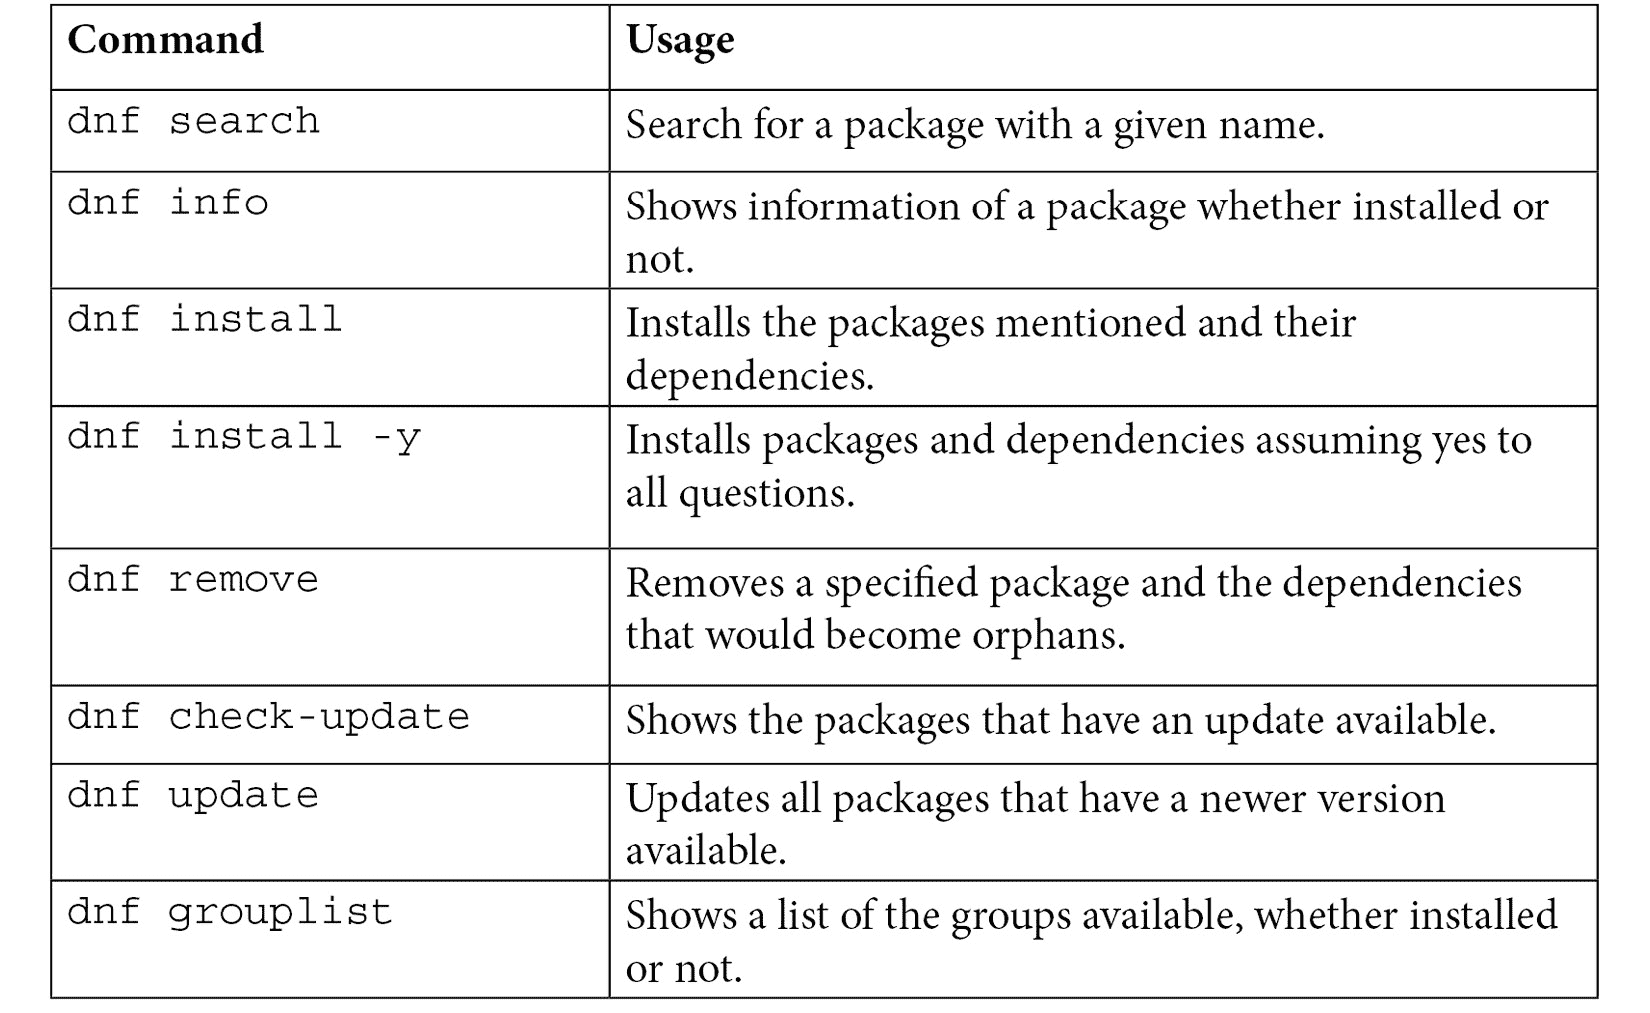 Command Usage
dnf search Search for a package with a given name.
dnf info Shows information of a package whether installed or
not.
dnf install Installs the packages mentioned and their
dependencies.
dnf install -y Installs packages and dependencies assuming yes to
all questions.
dnf remove Removes a specified package and the dependencies
that would become orphans.
dnf check-update Shows the packages that have an update available.
dnf update Updates all packages that have a newer version
available.
dnf grouplist Shows a list of the groups available, whether installed
or not.